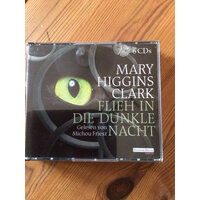 6 CDs
MARY
HIGGINS
CLARK
FLIEH IN
DIE DUNKLE
NACHT
Gelesen von
Michou Friesz